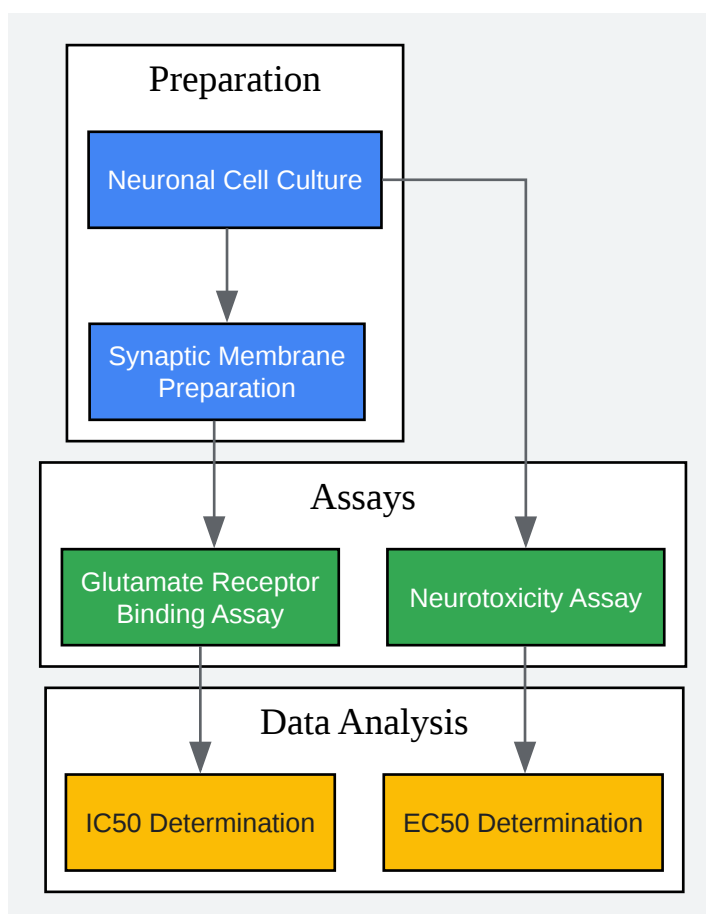 Preparation
Neuronal Cell Culture
Synaptic Membrane
Preparation
Assays
Glutamate Receptor
Binding Assay
Neurotoxicity Assay
Data Analysis
IC50 Determination
EC50 Determination